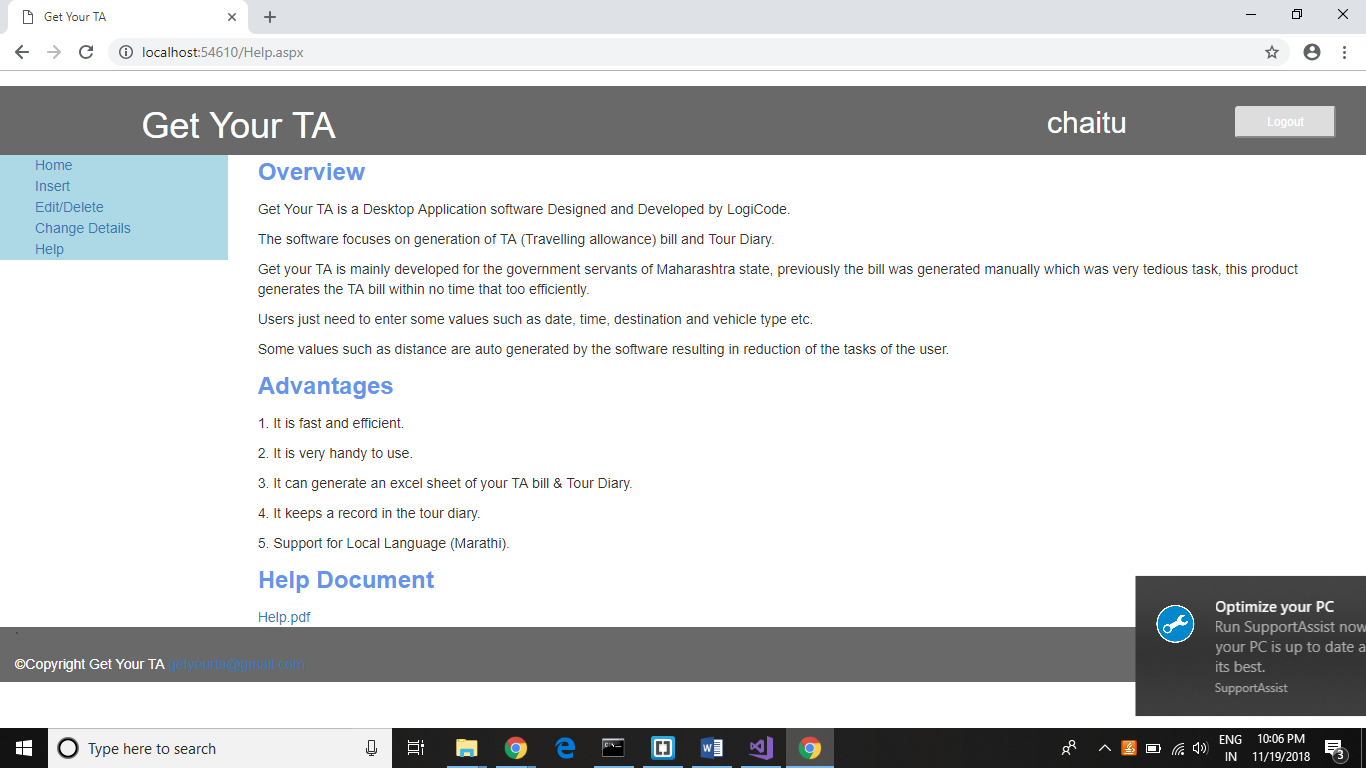 Get Your TA
localhost:54610/Help.aspx
Get Your TA
chaitu
Logout
Home
Insert
Edit/Delete
Change Details
Help
Overview
Get Your TA is a Desktop Application software Designed and Developed by LogiCode.
The software focuses on generation of TA (Travelling allowance) bill and Tour Diary.
Get your TA is mainly developed for the government servants of Maharashtra state, previously the bill was generated manually which was very tedious task, this product
generates the TA bill within no time that too efficiently.
Users just need to enter some values such as date, time, destination and vehicle type etc.
Some values such as distance are auto generated by the software resulting in reduction of the tasks of the user.
Advantages
1. It is fast and efficient.
2. It is very handy to use.
3. It can generate an excel sheet of your TA bill & Tour Diary.
4. It keeps a record in the tour diary.
5. Support for Local Language (Marathi).
Help Document
Help.pdf
.
©Copyright Get Your TA getyourta@gmail.com
Optimize your PC
Run SupportAssist now
your PC is up to date a
its best.
SupportAssist
Type here to search
ENG
IN
10:06 PM
11/19/2018
3